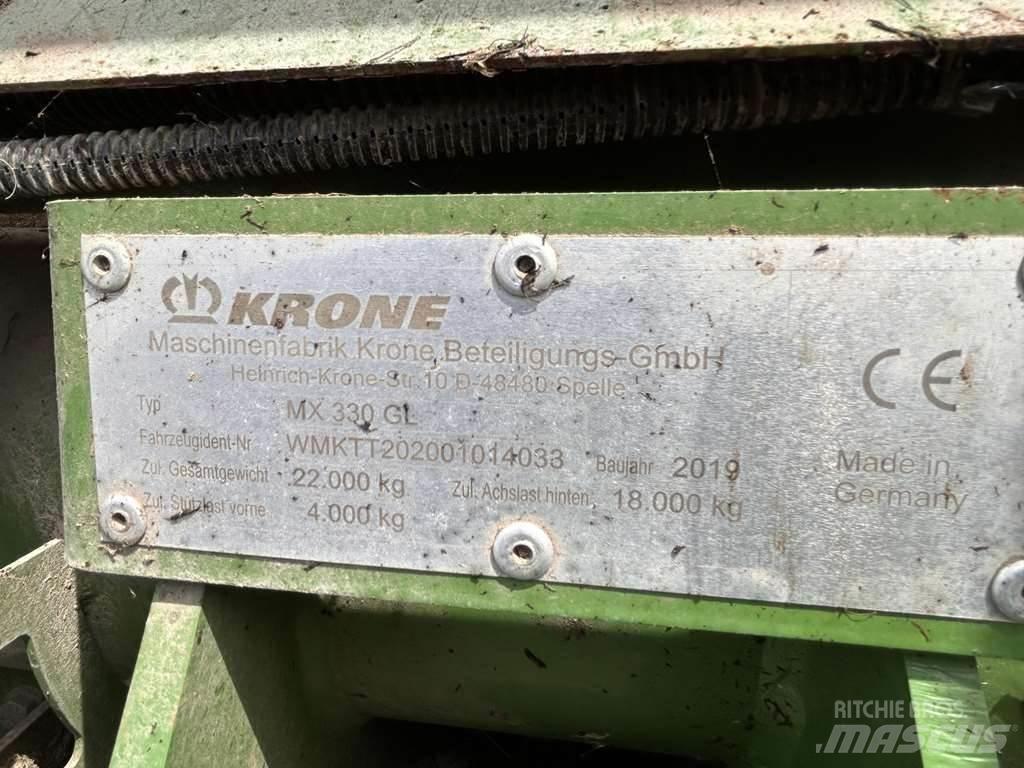 KRONE
Maschinenfabrik Krone Beteiligungs-GmbH
Heinrich-Krone-Str. 10 D-48480 Spelle
CE
Typ MX 330 GL
Fahrzeugident-Nr WMKTT202001014033 Baujahr 2019
Made in
Germany
Zul. Gesamtgewicht 22.000 kg Zul. Achslast hinten 18.000 kg
Zul. Stützlast vorne 4.000 kg
RITCHIE BROS
MASCUS